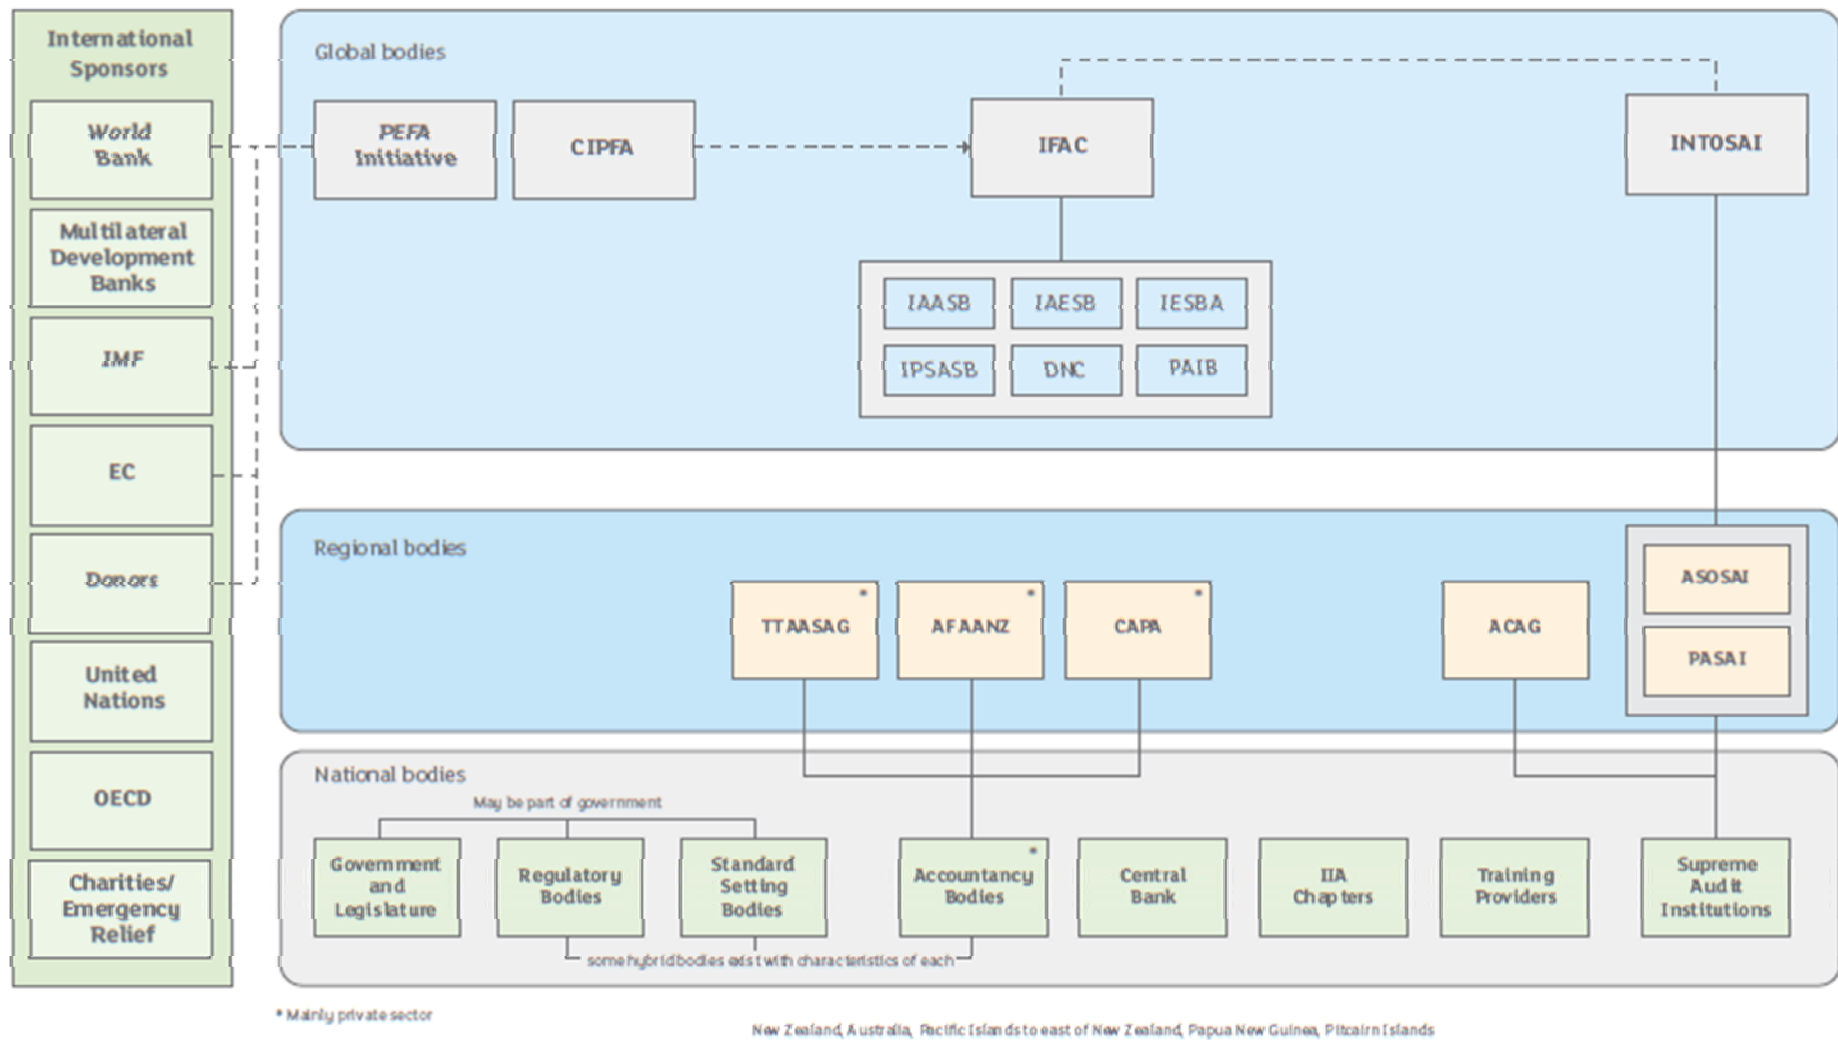 International
Sponsors
World
Bank
Multilateral
Development
Banks
IMF
EC
Donors
United
Nations
OECD
Charities/
Emergency
Relief
Global bodies
PEFA
Initiative
CIPFA
IFAC
INTOSAI
IAASB
IAESB
IESBA
IPSASB
DNC
PAIB
Regional bodies
TTAASAG *
AFAANZ *
CAPA *
ACAG
ASOSAI
PASAI
National bodies
May be part of government
Government
and
Legislature
Regulatory
Bodies
Standard
Setting
Bodies
Accountancy *
Bodies
Central
Bank
IIA
Chapters
Training
Providers
Supreme
Audit
Institutions
some hybrid bodies exist with characteristics of each
* Mainly private sector
New Zealand, Australia, Pacific Islands to east of New Zealand, Papua New Guinea, Pitcairn Islands